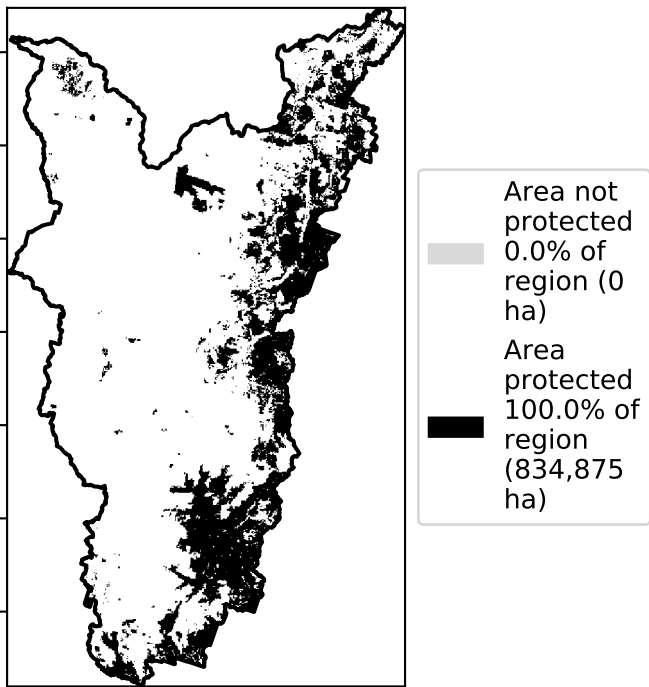 Area not
protected
0.0% of
region (0
ha)
Area
protected
100.0% of
region
(834,875
ha)